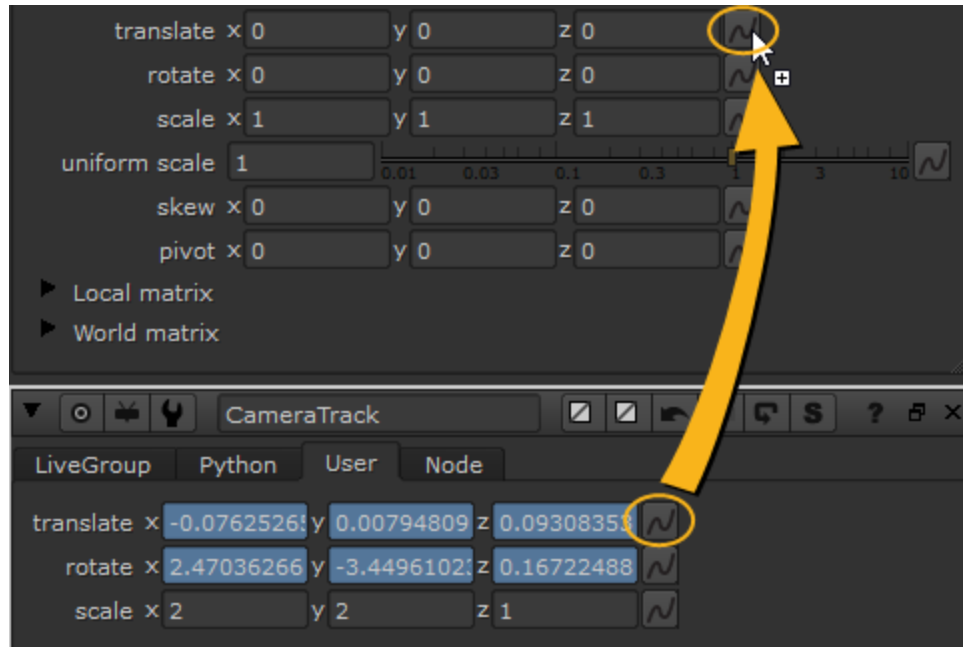 translate x 0 y 0 z 0
rotate x 0 y 0 z 0
scale x 1 y 1 z 1
uniform scale 1 0.01 0.03 0.1 0.3 1 3 10
skew x 0 y 0 z 0
pivot x 0 y 0 z 0
Local matrix
World matrix
CameraTrack S ?
LiveGroup Python User Node
translate x -0.07625265 y 0.00794809 z 0.09308353
rotate x 2.47036266 y -3.44961023 z 0.16722488
scale x 2 y 2 z 1